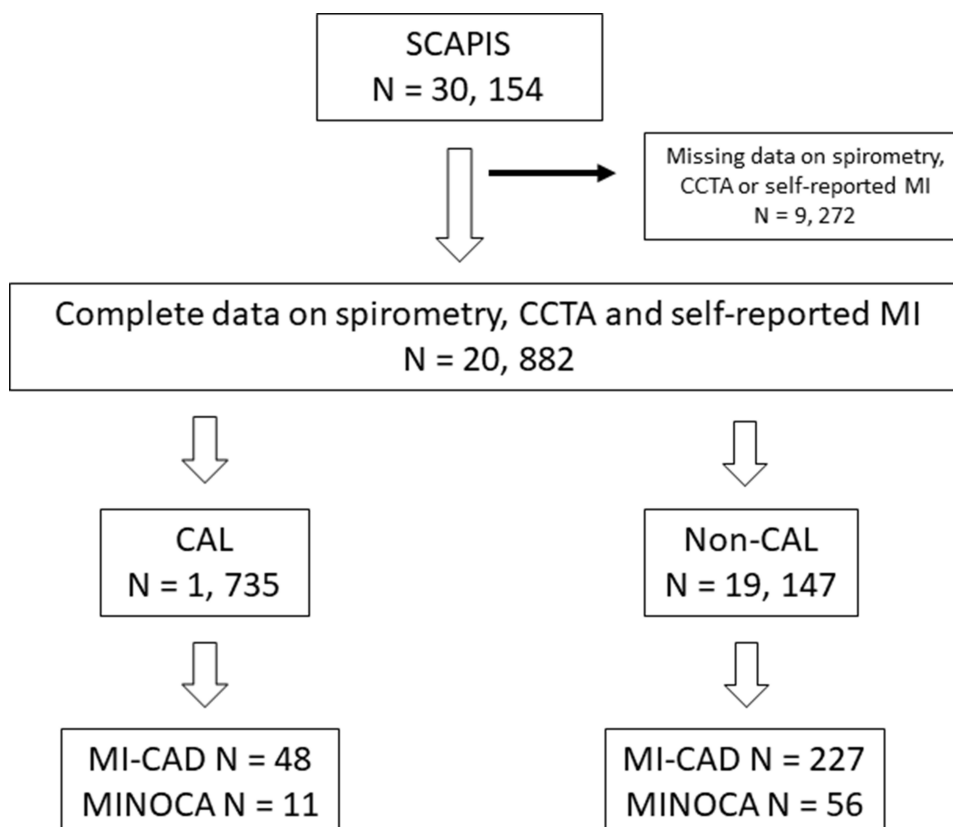 SCAPIS
N = 30, 154
Missing data on spirometry,
CCTA or self-reported MI
N = 9, 272
Complete data on spirometry, CCTA and self-reported MI
N = 20, 882
CAL
N = 1, 735
Non-CAL
N = 19, 147
MI-CAD N = 48
MINOCA N = 11
MI-CAD N = 227
MINOCA N = 56